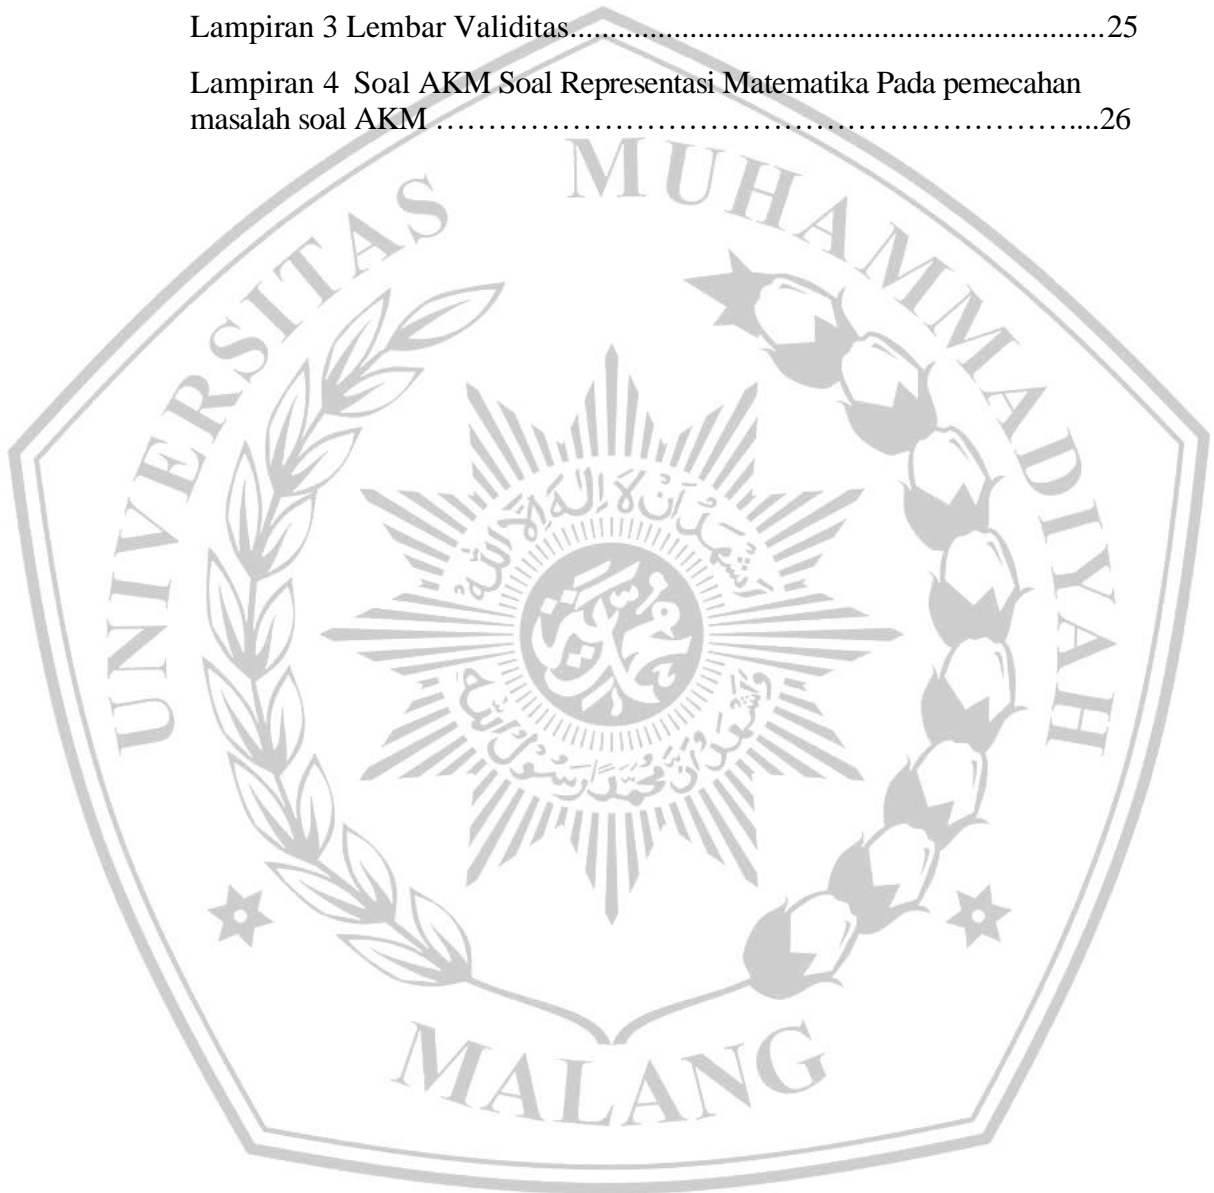 Lampiran 3 Lembar Validitas....................................................................25
Lampiran 4  Soal AKM Soal Representasi Matematika Pada pemecahan
masalah soal AKM …………………………….………………………....26
UNIVERSITAS MUHAMMADIYAH
MALANG